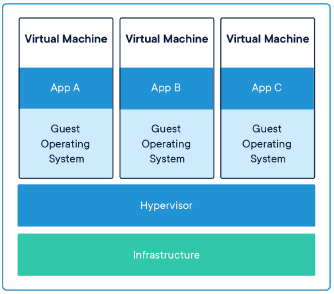 Virtual Machine
Virtual Machine
Virtual Machine
App A
App B
App C
Guest
Operating
System
Guest
Operating
System
Guest
Operating
System
Hypervisor
Infrastructure